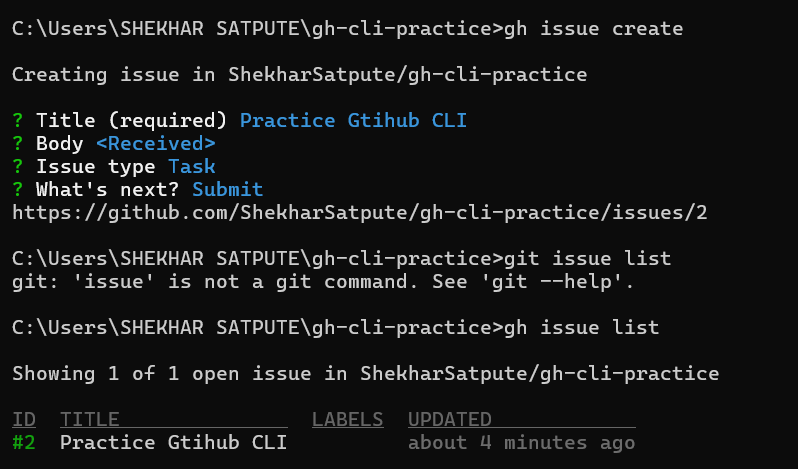 C:\Users\SHEKHAR SATPUTE\gh-cli-practice>gh issue create
Creating issue in ShekharSatpute/gh-cli-practice
? Title (required) Practice Gtihub CLI
? Body <Received>
? Issue type Task
? What's next? Submit
https://github.com/ShekharSatpute/gh-cli-practice/issues/2
C:\Users\SHEKHAR SATPUTE\gh-cli-practice>git issue list
git: 'issue' is not a git command. See 'git --help'.
C:\Users\SHEKHAR SATPUTE\gh-cli-practice>gh issue list
Showing 1 of 1 open issue in ShekharSatpute/gh-cli-practice
ID TITLE LABELS UPDATED
#2 Practice Gtihub CLI about 4 minutes ago